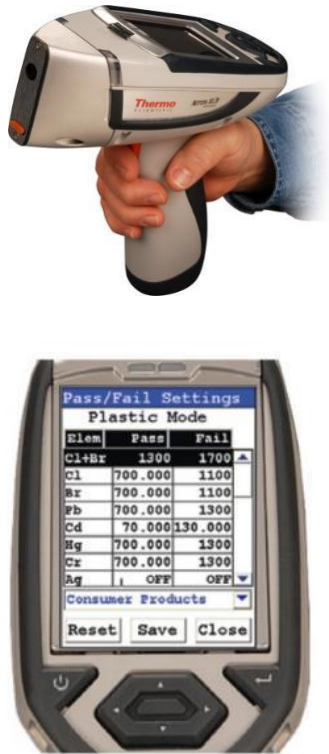 Thermo
SCIENTIFIC
Pass/Fail Settings
Plastic Mode
Elem Pass Fail
Cl+Br 1300 1700
Cl 700.000 1100
Br 700.000 1100
Pb 700.000 1300
Cd 70.000 130.000
Hg 700.000 1300
Cr 700.000 1300
Ag OFF OFF
Consumer Products
Reset Save Close